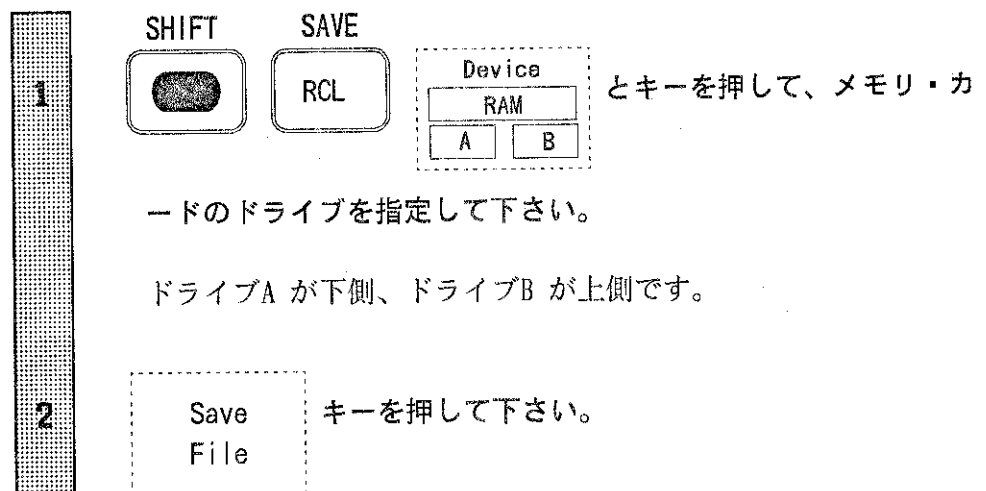 SHIFT SAVE
1 RCL Device RAM A B とキーを押して、メモリ・カ
ードのドライブを指定して下さい。
ドライブA が下側、ドライブB が上側です。
2 Save キーを押して下さい。
File